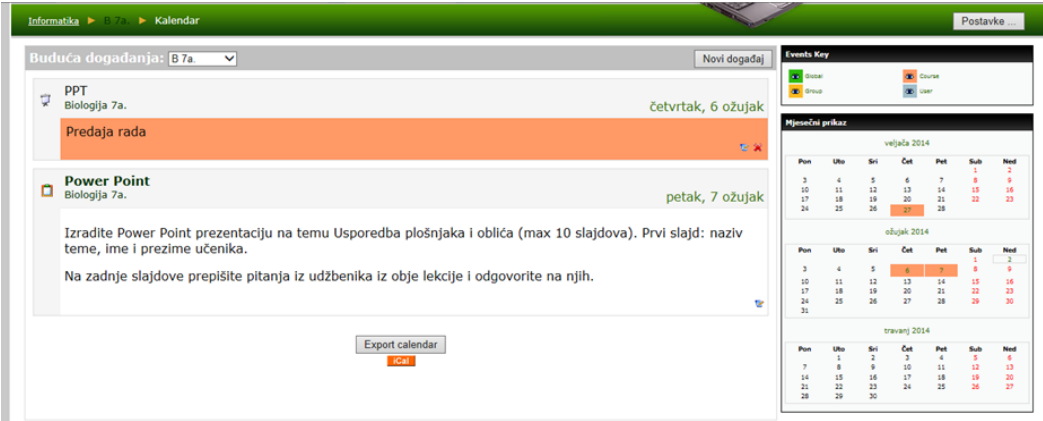 Informatika ► B 7a. ► Kalendar
Postavke ...
Buduća događanja: B 7a.
Novi događaj
PPT
Biologija 7a.
četvrtak, 6 ožujak
Predaja rada
Power Point
Biologija 7a.
petak, 7 ožujak
Izradite Power Point prezentaciju na temu Usporedba plošnjaka i oblića (max 10 slajdova). Prvi slajd: naziv
teme, ime i prezime učenika.
Na zadnje slajdove prepišite pitanja iz udžbenika iz obje lekcije i odgovorite na njih.
Export calendar
iCal
Events Key
Global Course
Group User
Mjesečni prikaz
veljača 2014
Pon Uto Sri Čet Pet Sub Ned
1 2
3 4 5 6 7 8 9
10 11 12 13 14 15 16
17 18 19 20 21 22 23
24 25 26 27 28
ožujak 2014
Pon Uto Sri Čet Pet Sub Ned
1 2
3 4 5 6 7 8 9
10 11 12 13 14 15 16
17 18 19 20 21 22 23
24 25 26 27 28 29 30
31
travanj 2014
Pon Uto Sri Čet Pet Sub Ned
1 2 3 4 5 6
7 8 9 10 11 12 13
14 15 16 17 18 19 20
21 22 23 24 25 26 27
28 29 30